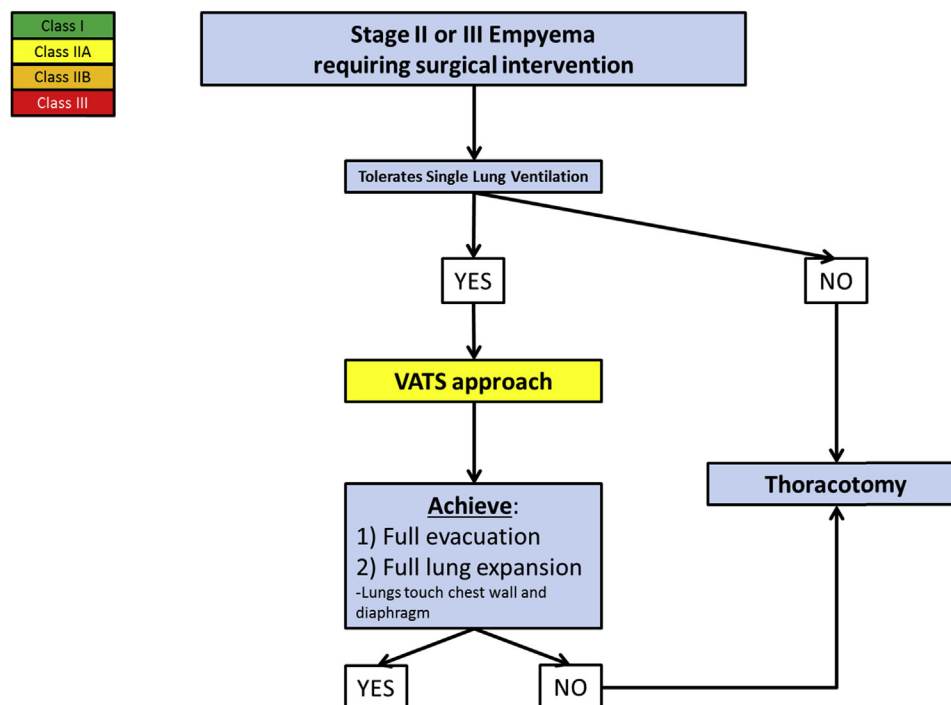 Class I
Class IIA
Class IIB
Class III
Stage II or III Empyema
requiring surgical intervention
Tolerates Single Lung Ventilation
YES
NO
VATS approach
Thoracotomy
Achieve:
1) Full evacuation
2) Full lung expansion
-Lungs touch chest wall and
diaphragm
YES
NO